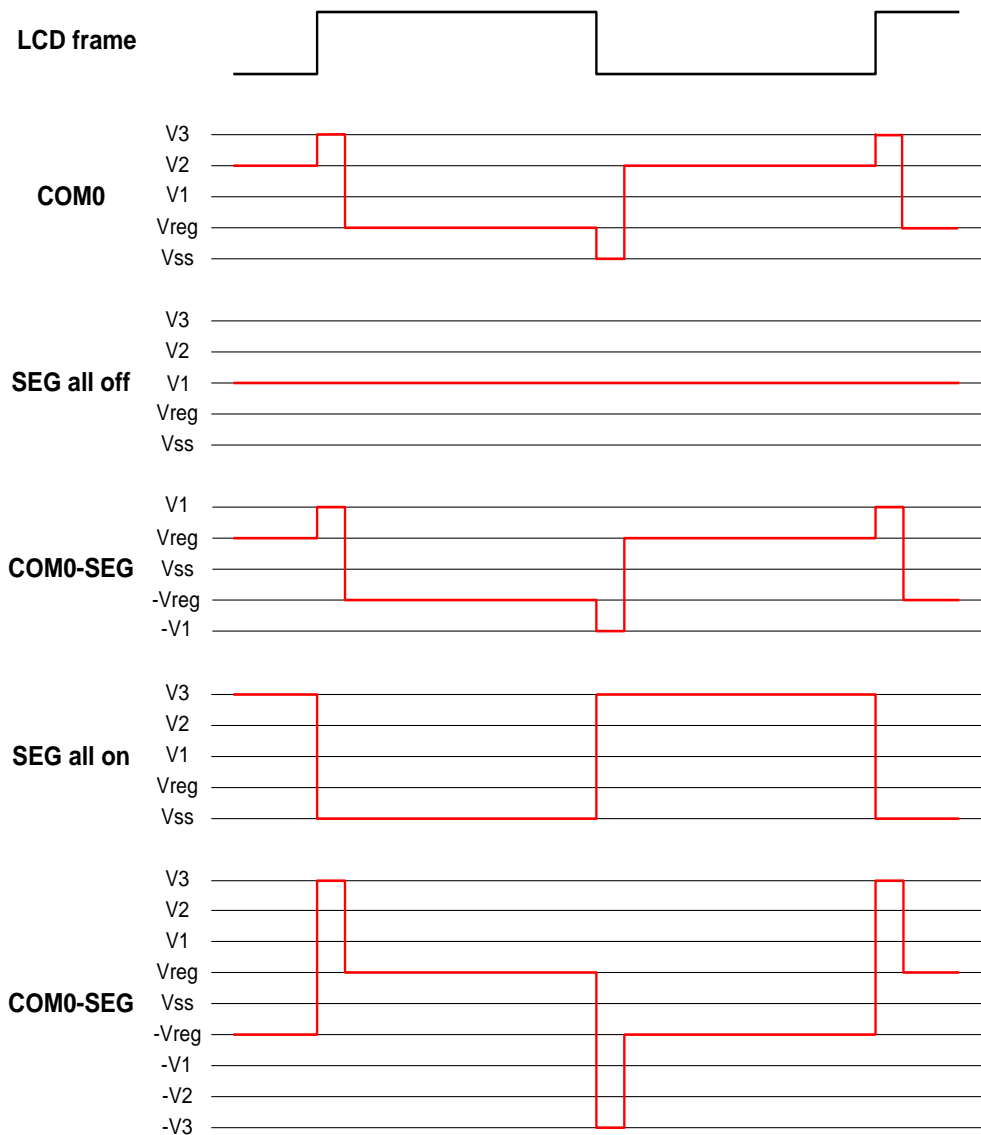 LCD frame
V3
V2
COM0
V1
Vreg
Vss
V3
V2
SEG all off
V1
Vreg
Vss
V1
Vreg
COM0-SEG
Vss
-Vreg
-V1
V3
V2
SEG all on
V1
Vreg
Vss
V3
V2
V1
Vreg
COM0-SEG
Vss
-Vreg
-V1
-V2
-V3